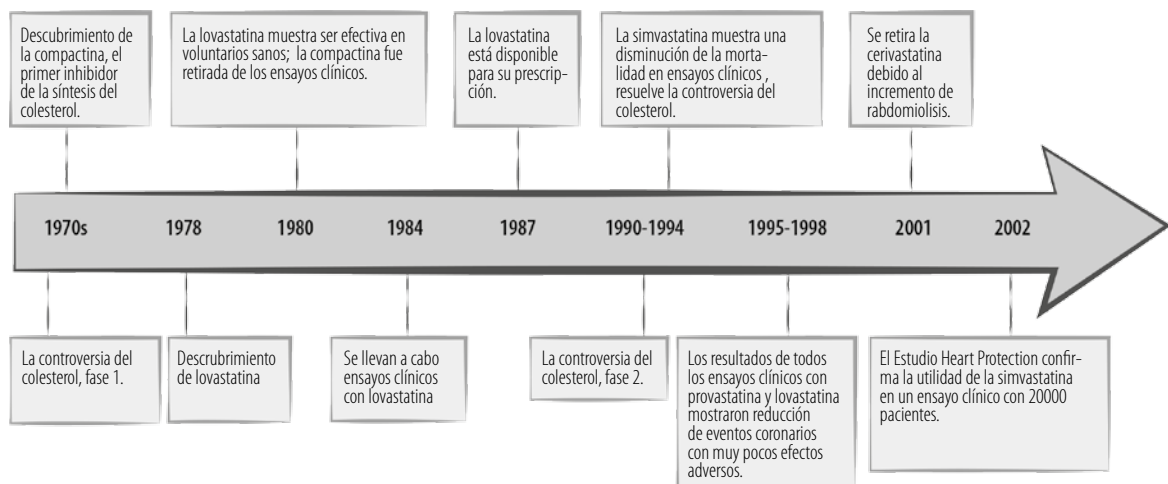 Descubrimiento de
la compactina, el
primer inhibidor
de la síntesis del
colesterol.
La lovastatina muestra ser efectiva en
voluntarios sanos; la compactina fue
retirada de los ensayos clínicos.
La lovastatina
está disponible
para su prescrip-
ción.
La simvastatina muestra una
disminución de la morta-
lidad en ensayos clínicos ,
resuelve la controversia del
colesterol.
Se retira la
cerivastatina
debido al
incremento de
rabdomiolisis.
1970s 1978 1980 1984 1987 1990-1994 1995-1998 2001 2002
La controversia del
colesterol, fase 1.
Descrubrimiento
de lovastatina
Se llevan a cabo
ensayos clínicos
con lovastatina
La controversia del
colesterol, fase 2.
Los resultados de todos
los ensayos clínicos con
provastatina y lovastatina
mostraron reducción
de eventos coronarios
con muy pocos efectos
adversos.
El Estudio Heart Protection confir-
ma la utilidad de la simvastatina
en un ensayo clínico con 20000
pacientes.